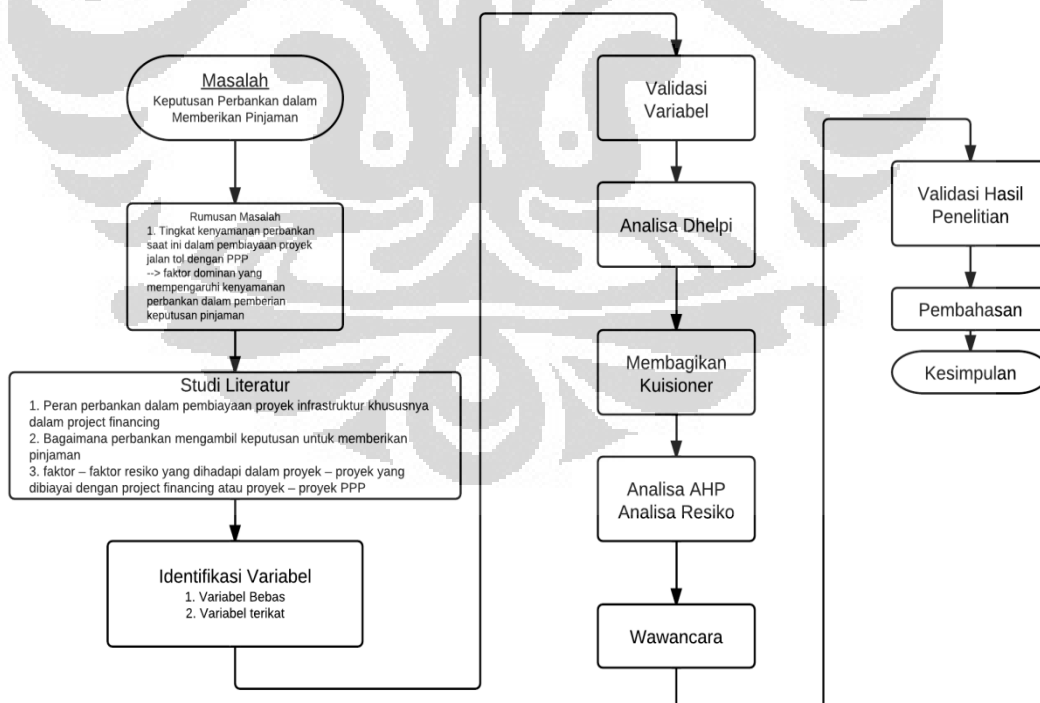 Masalah
Keputusan Perbankan dalam
Memberikan Pinjaman
Rumusan Masalah
1. Tingkat kenyamanan perbankan
saat ini dalam pembiayaan proyek
jalan tol dengan PPP
--> faktor dominan yang
mempengaruhi kenyamanan
perbankan dalam pemberian
keputusan pinjaman
Studi Literatur
1. Peran perbankan dalam pembiayaan proyek infrastruktur khususnya
dalam project financing
2. Bagaimana perbankan mengambil keputusan untuk memberikan
pinjaman
3. faktor – faktor resiko yang dihadapi dalam proyek – proyek yang
dibiayai dengan project financing atau proyek – proyek PPP
Identifikasi Variabel
1. Variabel Bebas
2. Variabel terikat
Validasi
Variabel
Analisa Dhelpi
Membagikan
Kuisioner
Analisa AHP
Analisa Resiko
Wawancara
Validasi Hasil
Penelitian
Pembahasan
Kesimpulan